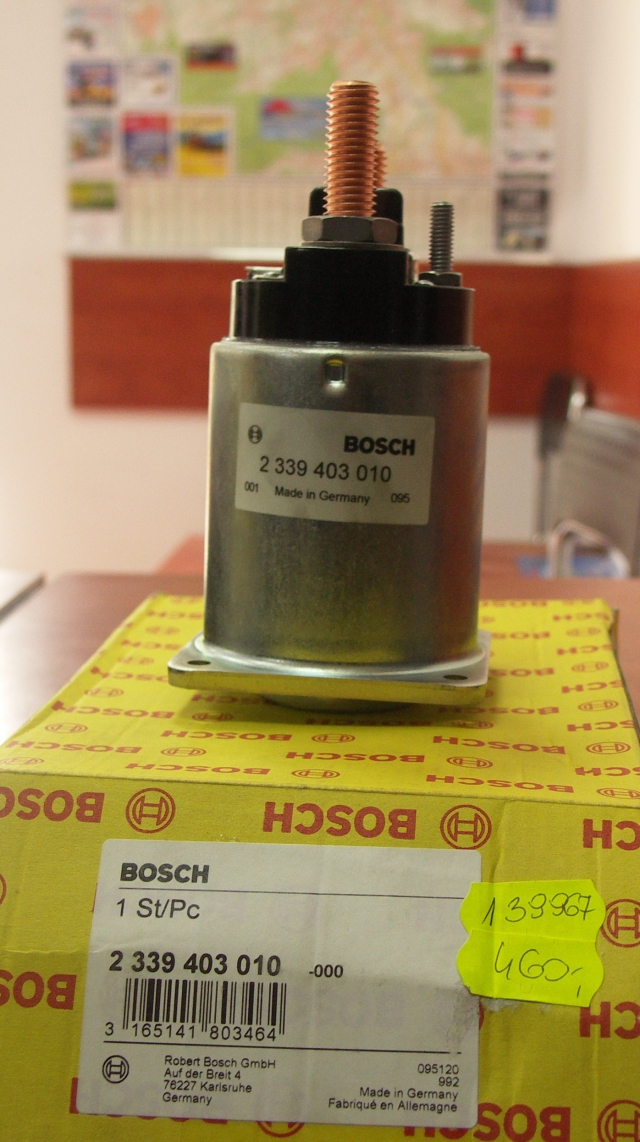 BOSCH
2 339 403 010
001 Made in Germany 095
BOSCH BOSCH BOSCH
BOSCH
1 St/Pc
2 339 403 010 -000
3 165141 803464
Robert Bosch GmbH
Auf der Breit 4
76227 Karlsruhe
Germany
095120
992
Made in Germany
Fabriqué en Allemagne
139967
460,-